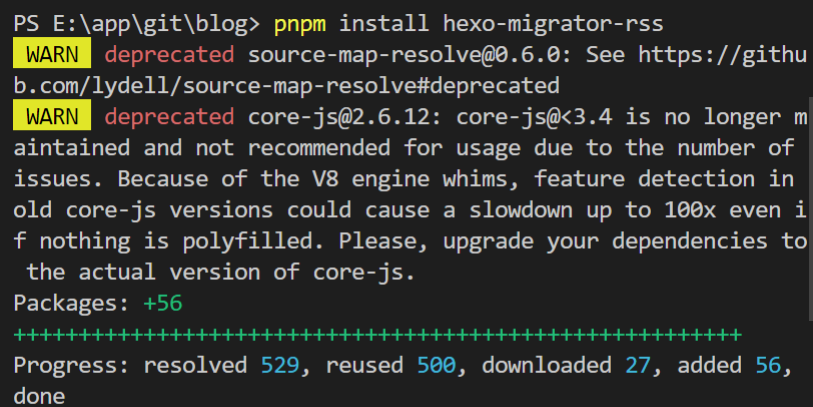 PS E:\app\git\blog> pnpm install hexo-migrator-rss
WARN deprecated source-map-resolve@0.6.0: See https://githu
b.com/lydell/source-map-resolve#deprecated
WARN deprecated core-js@2.6.12: core-js@<3.4 is no longer m
aintained and not recommended for usage due to the number of
issues. Because of the V8 engine whims, feature detection in
old core-js versions could cause a slowdown up to 100x even i
f nothing is polyfilled. Please, upgrade your dependencies to
the actual version of core-js.
Packages: +56
++++++++++++++++++++++++++++++++++++++++++++++++++++++++
Progress: resolved 529, reused 500, downloaded 27, added 56,
done